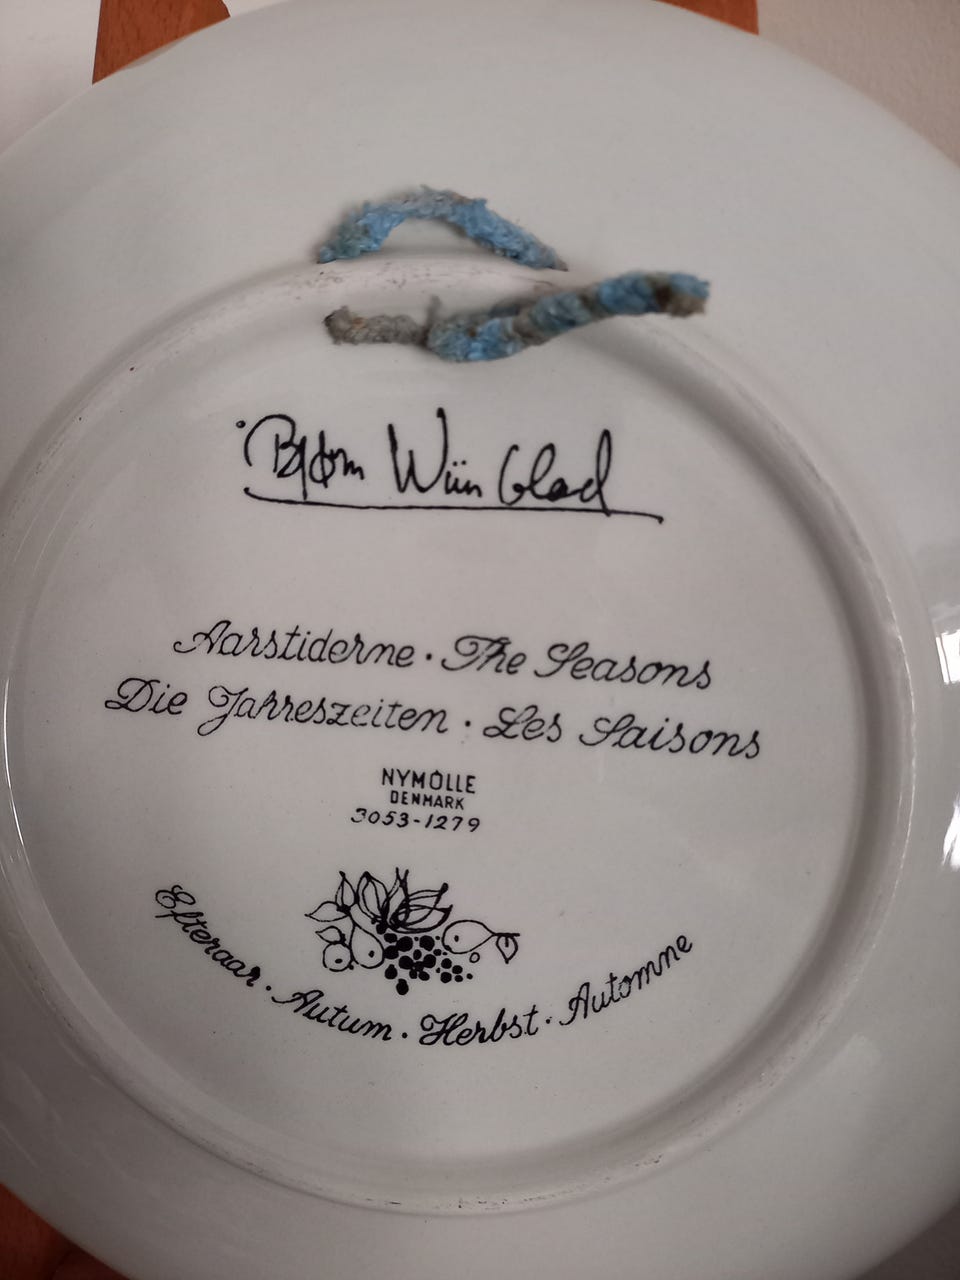 Bjørn Wiinblad
Aarstiderne · The Seasons
Die Jahreszeiten · Les Saisons
NYMÖLLE
DENMARK
3053-1279
Efteraar · Autum · Herbst · Automne